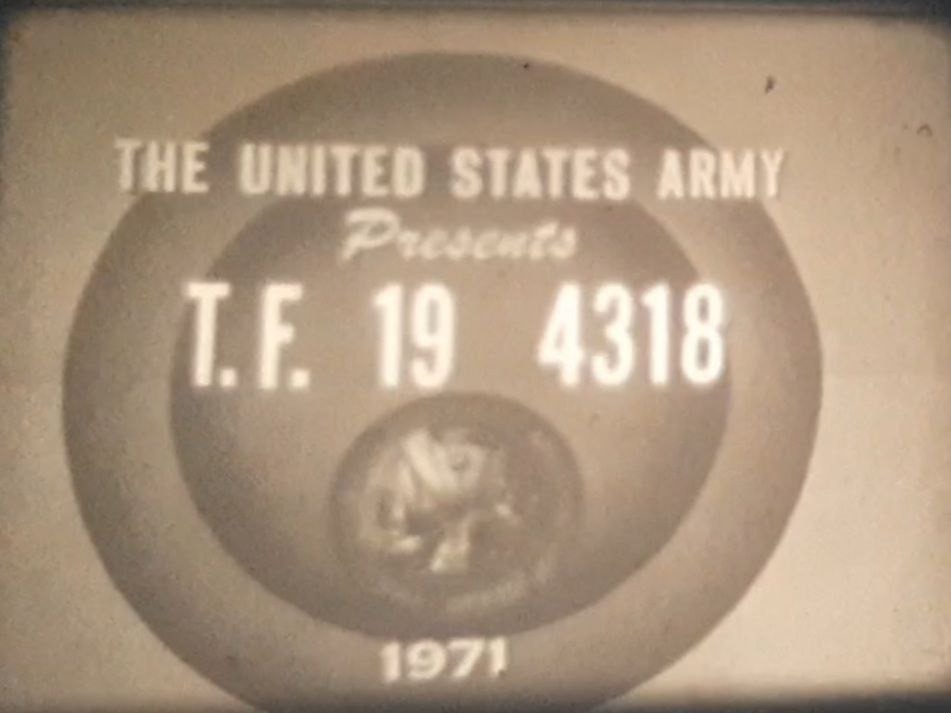 THE UNITED STATES ARMY
Presents
T.F. 19 4318
1971